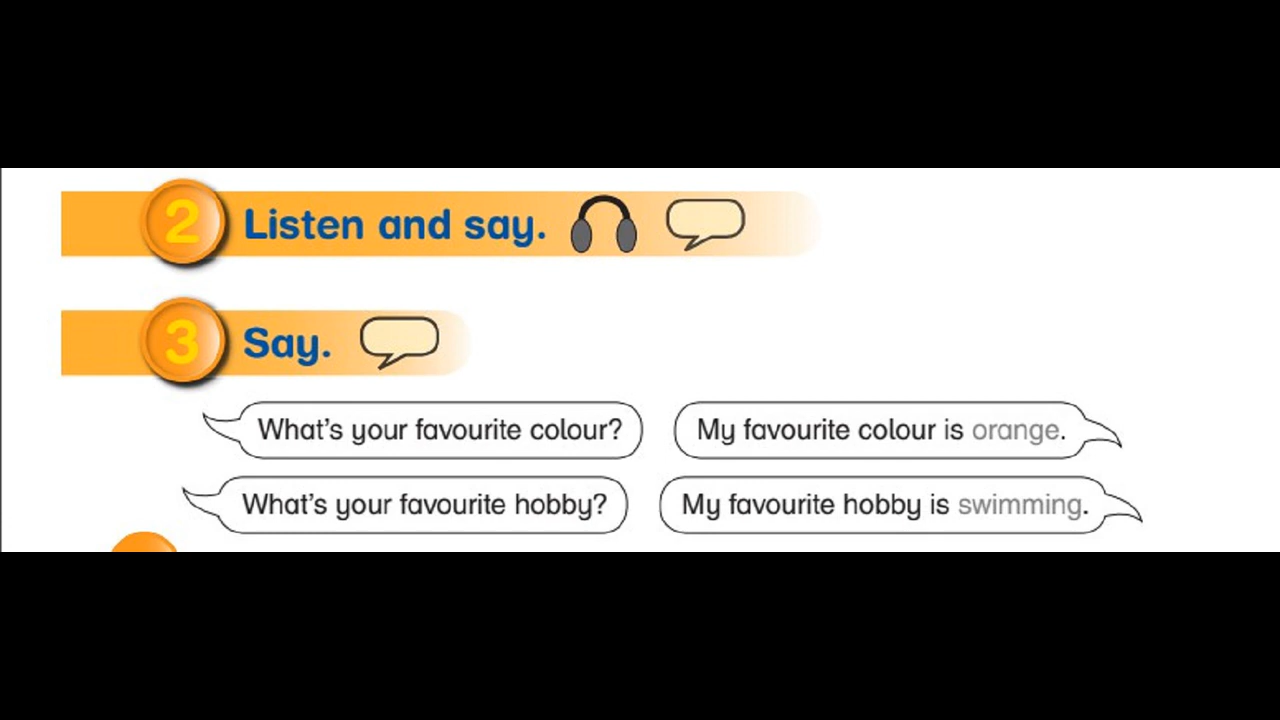 2 Listen and say.
3 Say.
What's your favourite colour? My favourite colour is orange.
What's your favourite hobby? My favourite hobby is swimming.